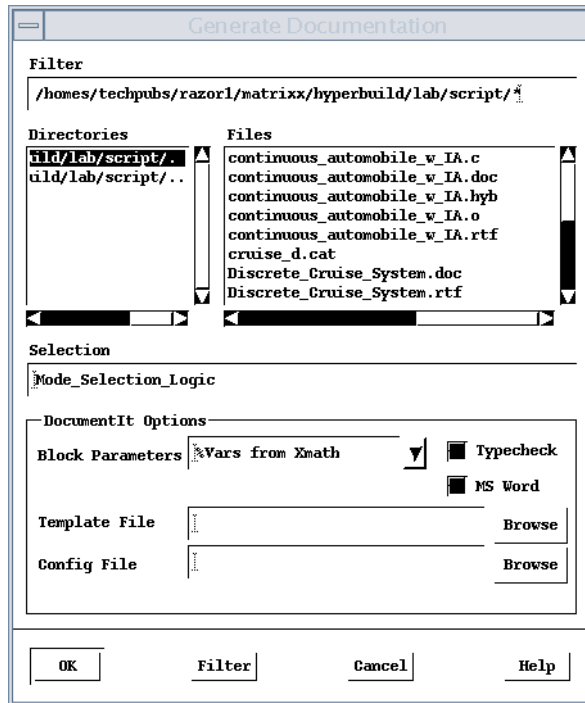 Generate Documentation
Filter
/homes/techpubs/razor1/matrixx/hyperbuild/lab/script/*
Directories Files
uild/lab/script/.
uild/lab/script/..
continuous_automobile_w_IA.c
continuous_automobile_w_IA.doc
continuous_automobile_w_IA.hyb
continuous_automobile_w_IA.o
continuous_automobile_w_IA.rtf
cruise_d.cat
Discrete_Cruise_System.doc
Discrete_Cruise_System.rtf
Selection
Mode_Selection_Logic
DocumentIt Options
Block Parameters %Vars from Xmath Typecheck
MS Word
Template File Browse
Config File Browse
OK Filter Cancel Help